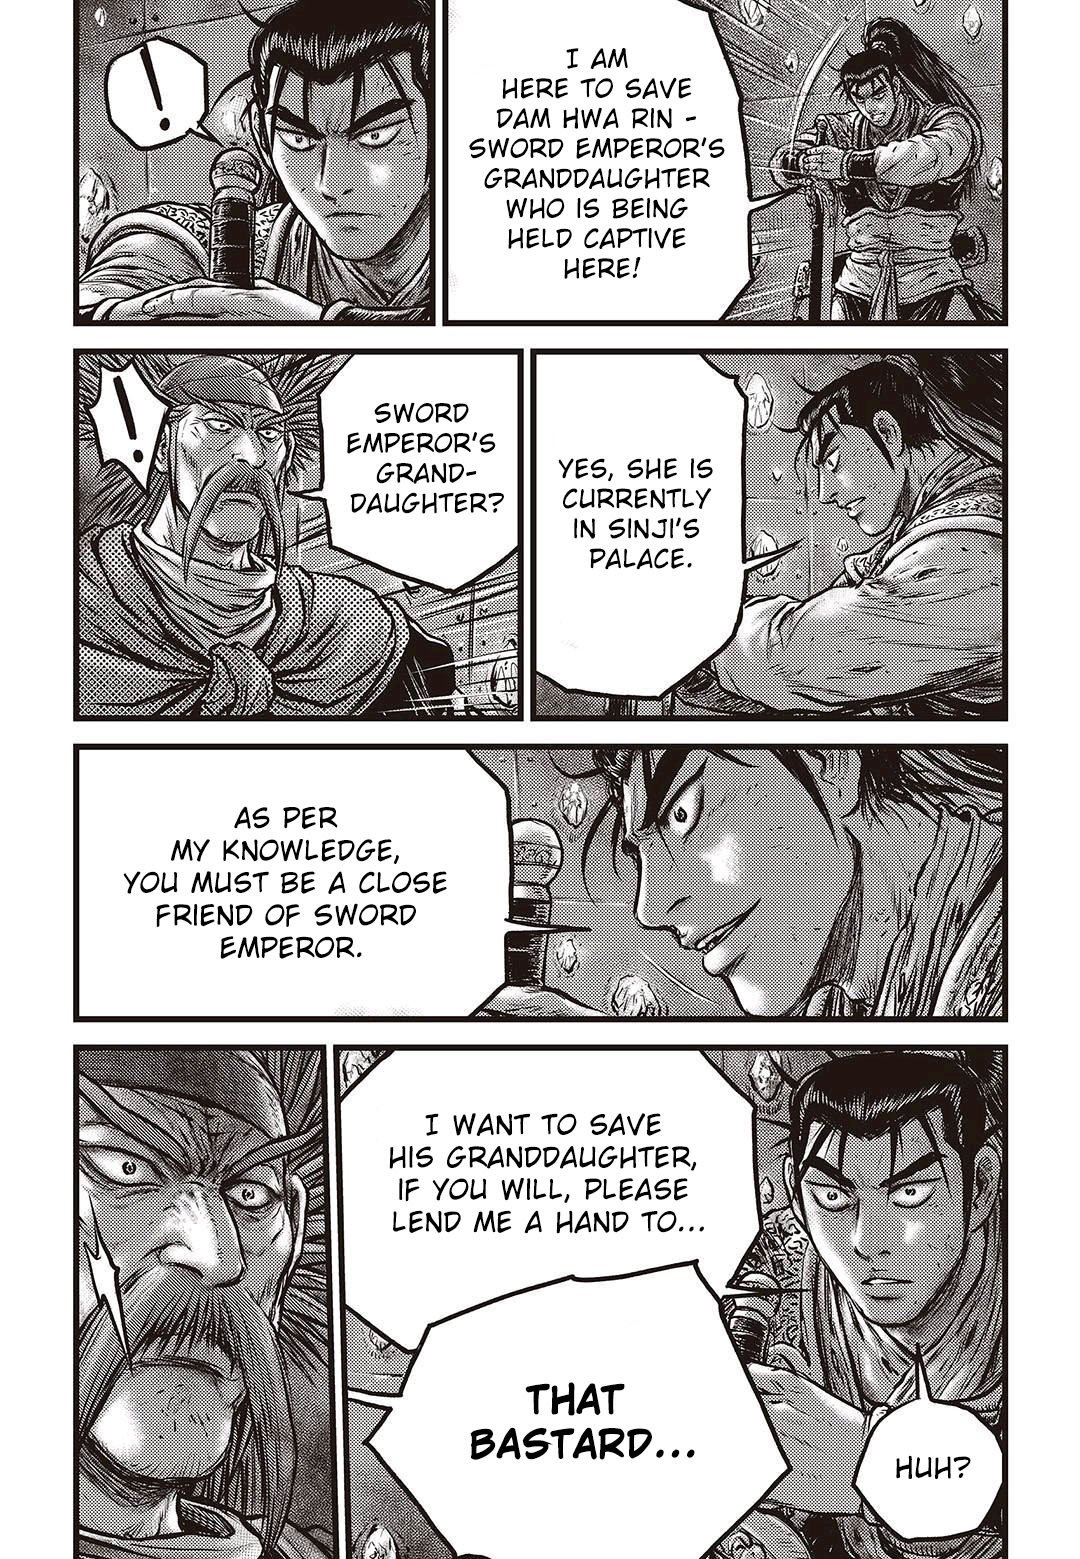 !
I AM
HERE TO SAVE
DAM HWA RIN -
SWORD EMPEROR'S
GRANDDAUGHTER
WHO IS BEING
HELD CAPTIVE
HERE!
!
SWORD
EMPEROR'S
GRAND-
DAUGHTER?
YES, SHE IS
CURRENTLY
IN SINJI'S
PALACE.
AS PER
MY KNOWLEDGE,
YOU MUST BE A CLOSE
FRIEND OF SWORD
EMPEROR.
I WANT TO SAVE
HIS GRANDDAUGHTER,
IF YOU WILL, PLEASE
LEND ME A HAND TO...
THAT
BASTARD...
HUH?